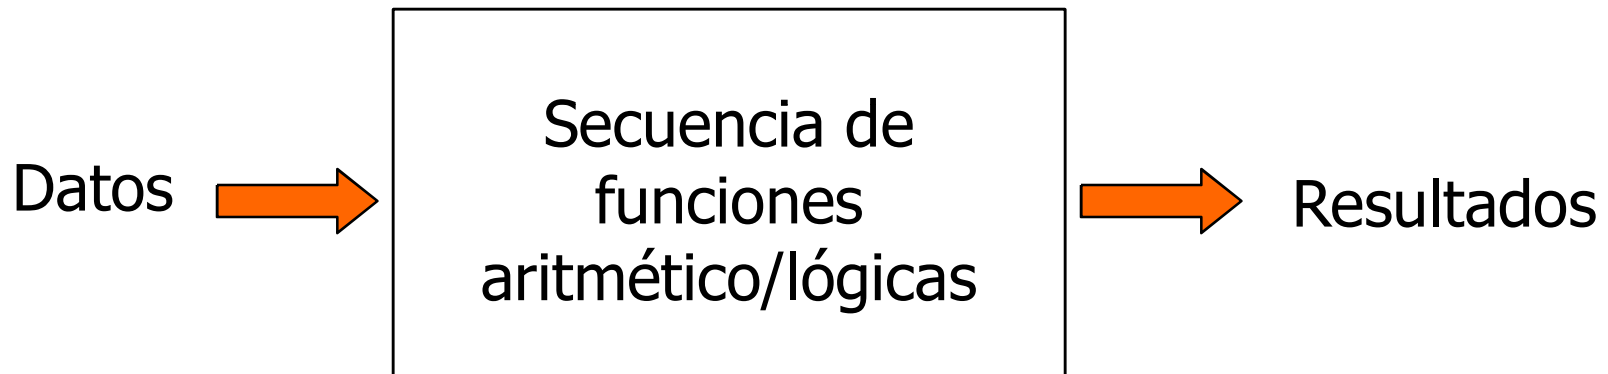 Datos
Secuencia de
funciones
aritmético/lógicas
Resultados